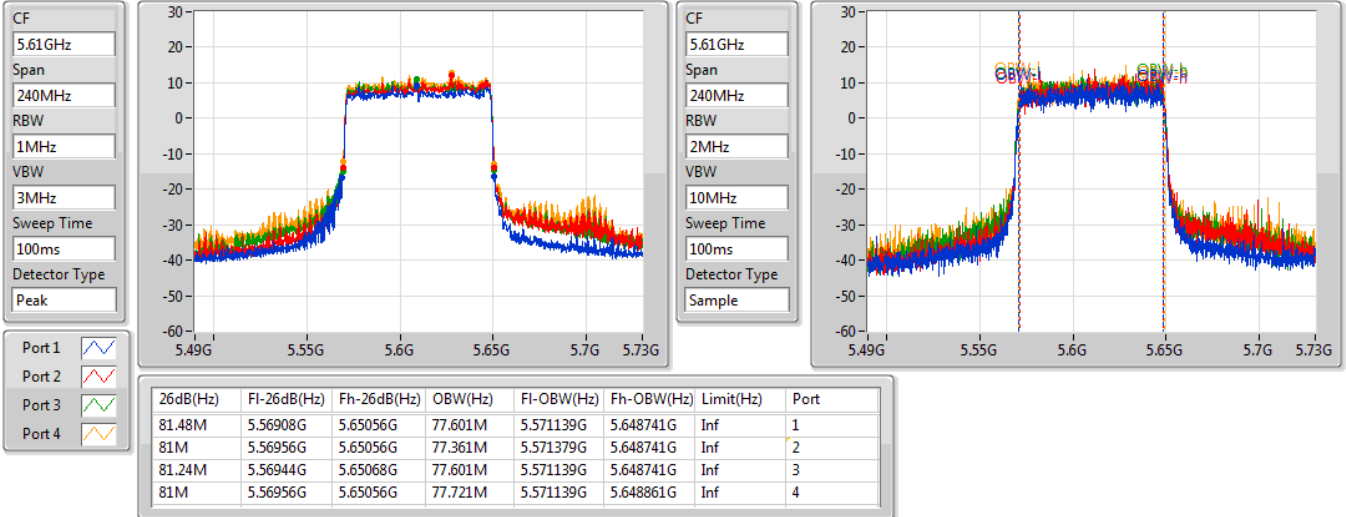 CF
5.61GHz
Span
240MHz
RBW
1MHz
VBW
3MHz
Sweep Time
100ms
Detector Type
Peak
30
20
10
0
-10
-20
-30
-40
-50
-60
5.49G 5.55G 5.6G 5.65G 5.7G 5.73G
CF
5.61GHz
Span
240MHz
RBW
2MHz
VBW
10MHz
Sweep Time
100ms
Detector Type
Sample
30
20
10
0
-10
-20
-30
-40
-50
-60
OBW-l OBW-h
5.49G 5.55G 5.6G 5.65G 5.7G 5.73G
Port 1
Port 2
Port 3
Port 4
26dB(Hz) Fl-26dB(Hz) Fh-26dB(Hz) OBW(Hz) Fl-OBW(Hz) Fh-OBW(Hz) Limit(Hz) Port
81.48M 5.56908G 5.65056G 77.601M 5.571139G 5.648741G Inf 1
81M 5.56956G 5.65056G 77.361M 5.571379G 5.648741G Inf 2
81.24M 5.56944G 5.65068G 77.601M 5.571139G 5.648741G Inf 3
81M 5.56956G 5.65056G 77.721M 5.571139G 5.648861G Inf 4